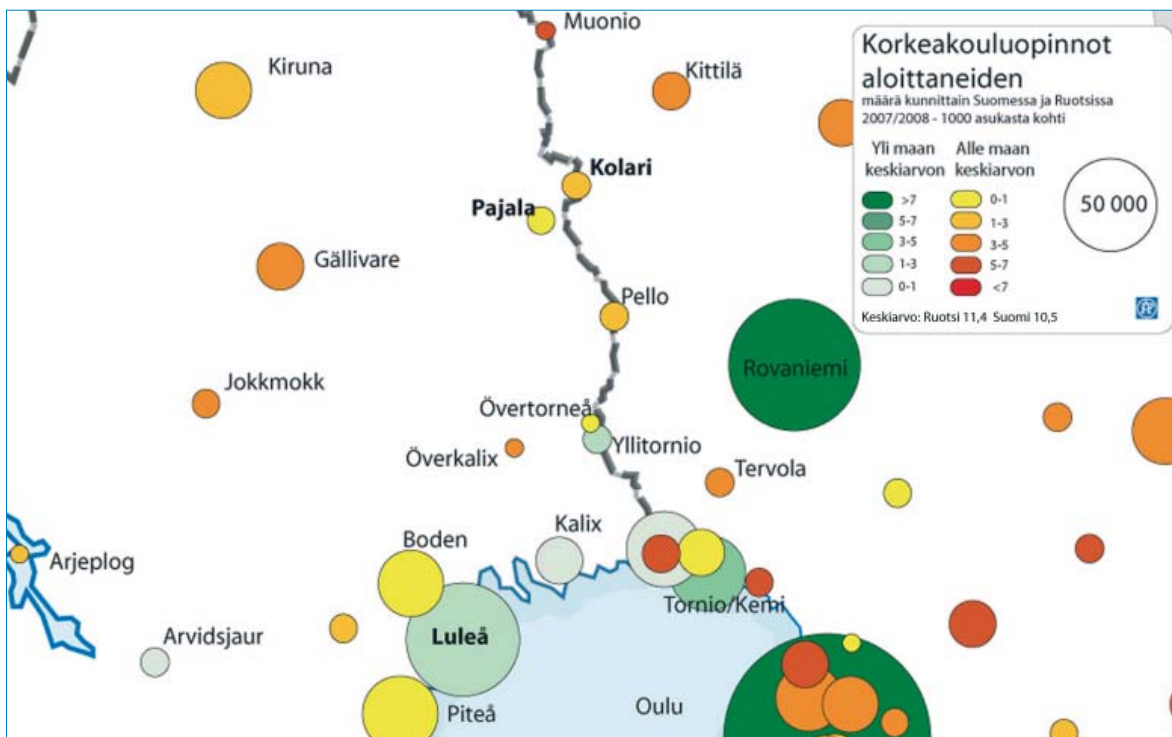 Muonio
Kiruna
Kittilä
Kolari
Pajala
Gällivare
Pello
Rovaniemi
Jokkmokk
Övertorneå
Yllitornio
Överkalix
Tervola
Kalix
Boden
Arjeplog
Tornio/Kemi
Arvidsjaur
Luleå
Oulu
Piteå
Korkeakouluopinnot
aloittaneiden
määrä kunnittain Suomessa ja Ruotsissa
2007/2008 - 1000 asukasta kohti
Yli maan
keskiarvon
>7
5-7
3-5
1-3
0-1
Alle maan
keskiarvon
0-1
1-3
3-5
5-7
<7
50 000
Keskiarvo: Ruotsi 11,4 Suomi 10,5